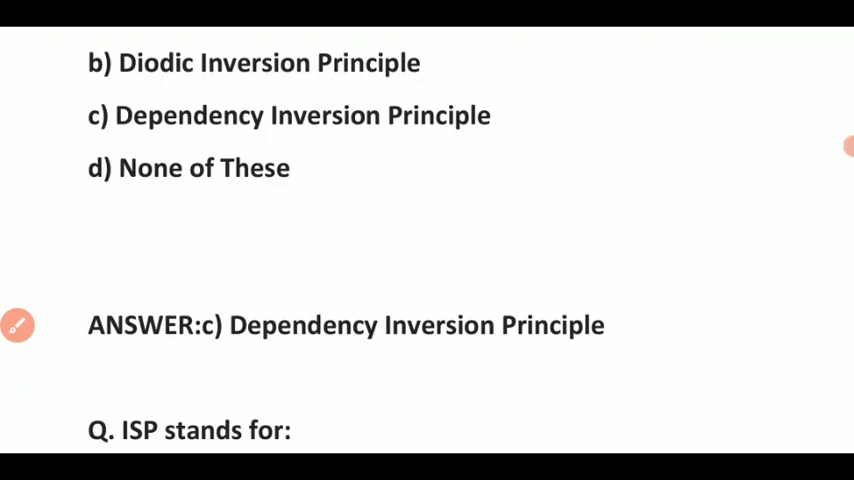 b) Diodic Inversion Principle
c) Dependency Inversion Principle
d) None of These
ANSWER:c) Dependency Inversion Principle
Q. ISP stands for: